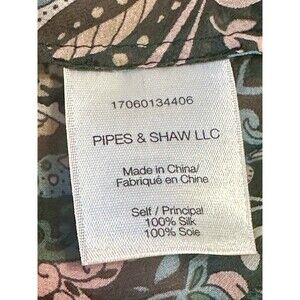 17060134406
PIPES & SHAW LLC
Made in China/
Fabriqué en Chine
Self / Principal
100% Silk
100% Soie